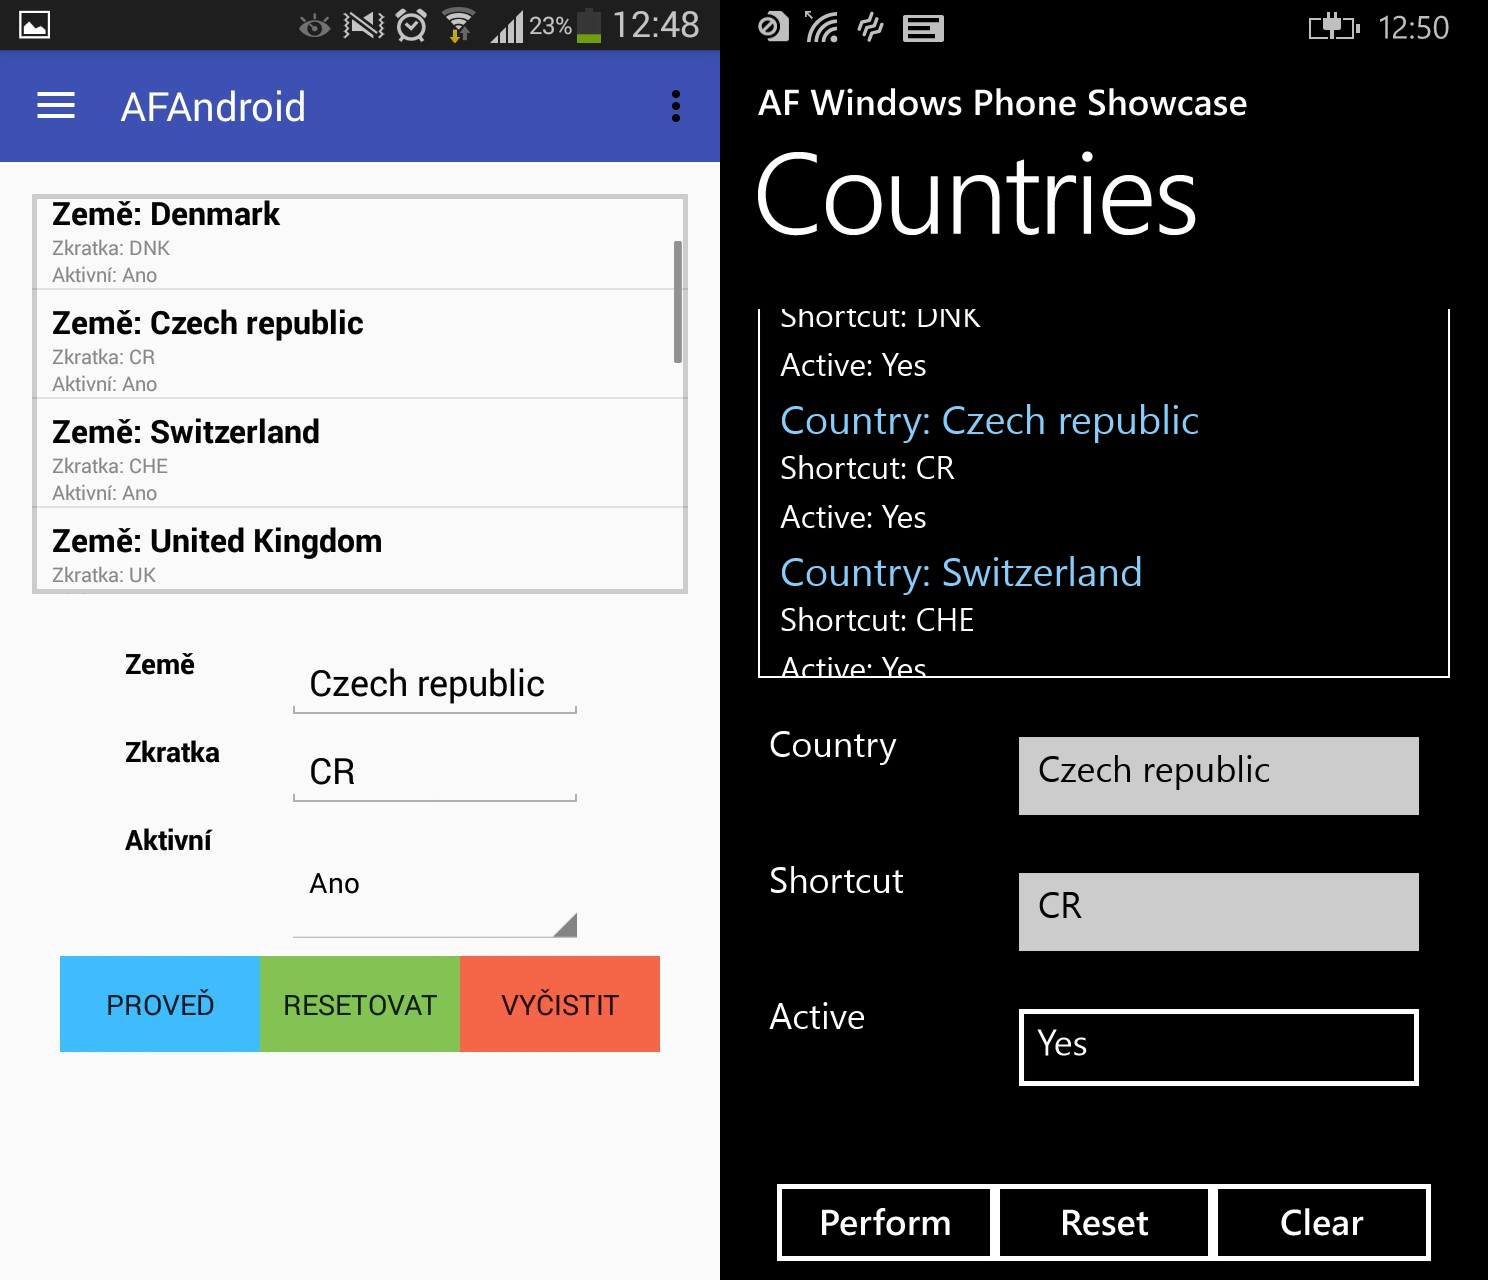 23% 12:48
AFAndroid
Země: Denmark
Zkratka: DNK
Aktivní: Ano
Země: Czech republic
Zkratka: CR
Aktivní: Ano
Země: Switzerland
Zkratka: CHE
Aktivní: Ano
Země: United Kingdom
Zkratka: UK
Země
Czech republic
Zkratka
CR
Aktivní
Ano
PROVEĎ
RESETOVAT
VYČISTIT
12:50
AF Windows Phone Showcase
Countries
Shortcut: DNK
Active: Yes
Country: Czech republic
Shortcut: CR
Active: Yes
Country: Switzerland
Shortcut: CHE
Active: Yes
Country
Czech republic
Shortcut
CR
Active
Yes
Perform
Reset
Clear